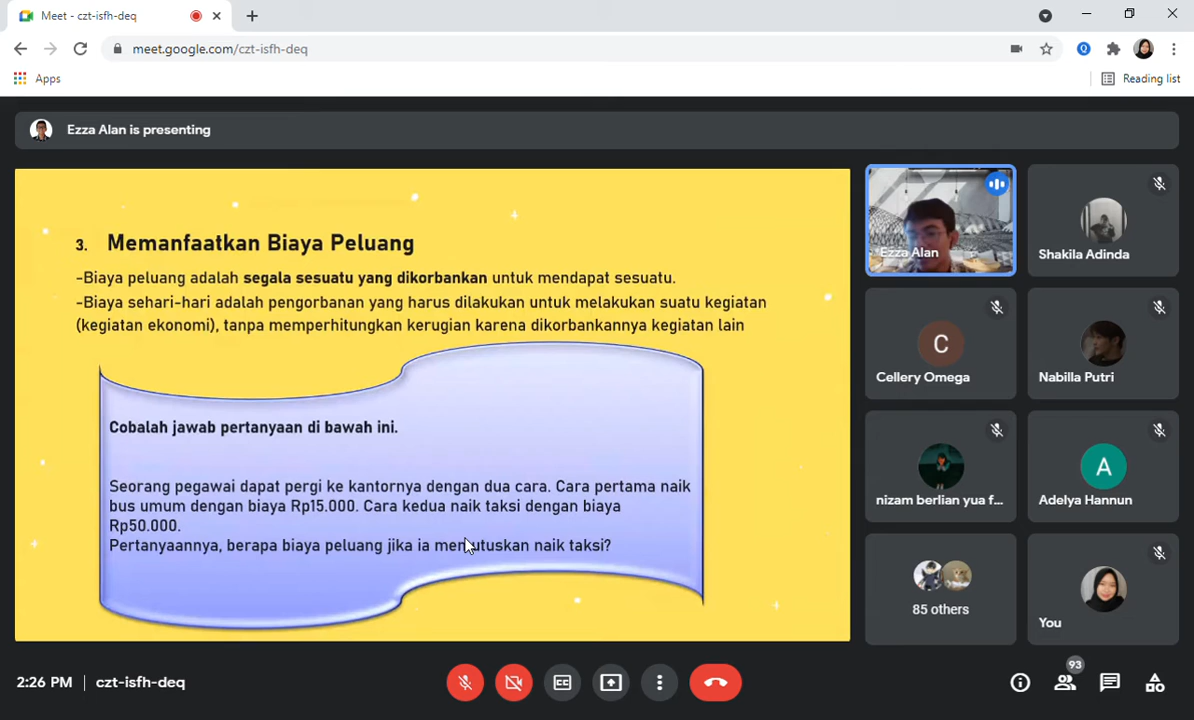 Meet - czt-isfh-deq
meet.google.com/czt-isfh-deq
Apps
Reading list
Ezza Alan is presenting
3. Memanfaatkan Biaya Peluang
-Biaya peluang adalah segala sesuatu yang dikorbankan untuk mendapat sesuatu.
-Biaya sehari-hari adalah pengorbanan yang harus dilakukan untuk melakukan suatu kegiatan
(kegiatan ekonomi), tanpa memperhitungkan kerugian karena dikorbankannya kegiatan lain
Cobalah jawab pertanyaan di bawah ini.
Seorang pegawai dapat pergi ke kantornya dengan dua cara. Cara pertama naik
bus umum dengan biaya Rp15.000. Cara kedua naik taksi dengan biaya
Rp50.000.
Pertanyaannya, berapa biaya peluang jika ia memutuskan naik taksi?
Ezza Alan
Shakila Adinda
C
Cellery Omega
Nabilla Putri
nizam berlian yua f...
A
Adelya Hannun
85 others
You
2:26 PM | czt-isfh-deq
CC
93